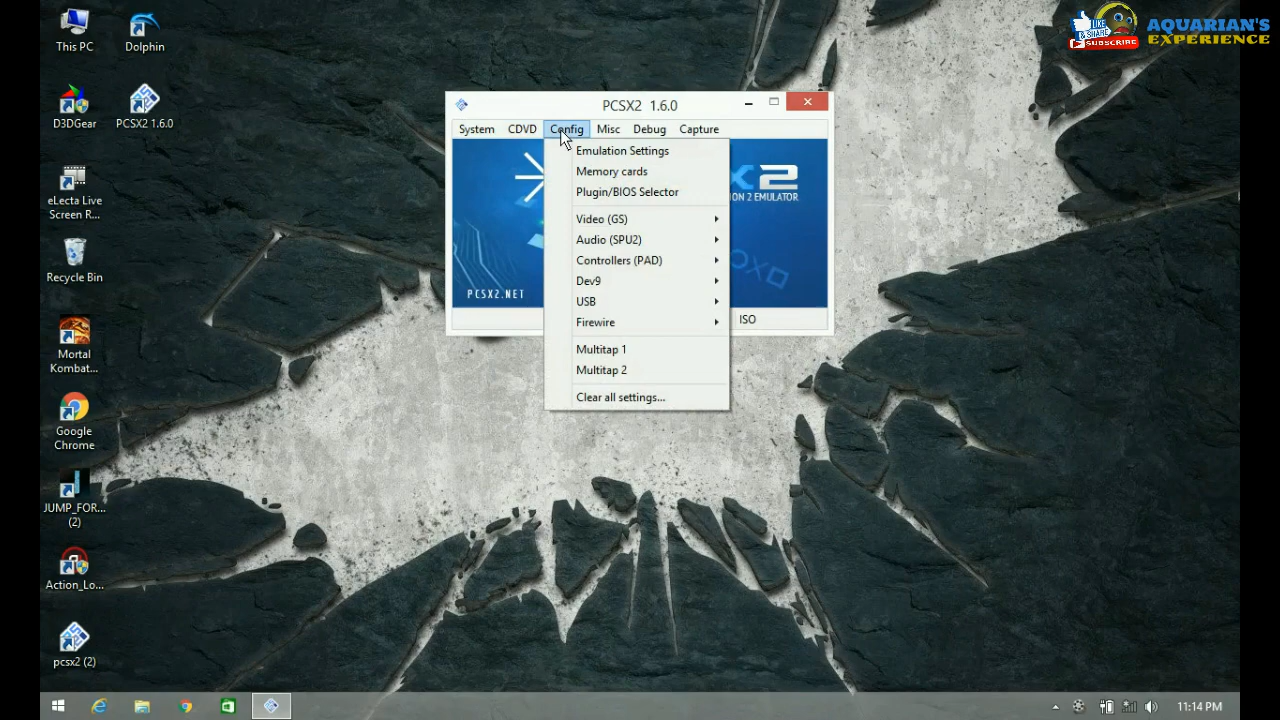 This PC
Dolphin
D3DGear
PCSX2 1.6.0
eLecta Live
Screen R...
Recycle Bin
Mortal
Kombat...
Google
Chrome
JUMP_FOR...
(2)
Action_Lo...
pcsx2 (2)
PCSX2 1.6.0
System CDVD Config Misc Debug Capture
Emulation Settings
Memory cards
Plugin/BIOS Selector
Video (GS)
Audio (SPU2)
Controllers (PAD)
Dev9
USB
Firewire
Multitap 1
Multitap 2
Clear all settings...
PCSX2.NET
ISO
LIKE
& SHARE
SUBSCRIBE
AQUARIAN'S
EXPERIENCE
11:14 PM